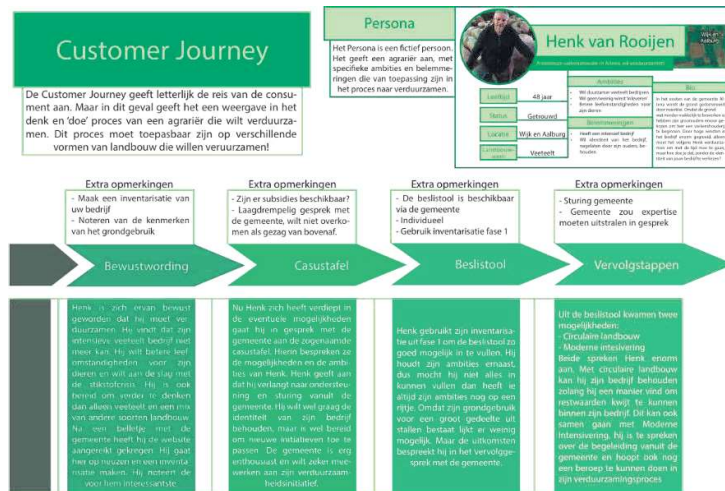 Customer Journey
De Customer Journey geeft letterlijk de reis van de consu-
ment aan. Maar in dit geval geeft het een weergave in het
denk en 'doe' proces van een agrariër die wilt verduurza-
men. Dit proces moet toepasbaar zijn op verschillende
vormen van landbouw die willen veruurzamen!
Persona
Het Persona is een fictief persoon.
Het geeft een agrariër aan, met
specifieke ambities en belemme-
ringen die van toepassing zijn in
het proces naar verduurzamen.
Henk van Rooijen
Wijk en
Aalburg
Leeftijd
48 jaar
Status
Getrouwd
Locatie
Wijk en Aalburg
Veeteelt
Ambities
Belemmeringen
Bio
Extra opmerkingen
- Maak een inventarisatie van
uw bedrijf
- Noteren van de kenmerken
van het grondgebruik
Extra opmerkingen
- Zijn er subsidies beschikbaar?
- Laagdrempelig gesprek met
de gemeente, wilt niet overko-
men als gezag van bovenaf.
Extra opmerkingen
- De beslistool is beschikbaar
via de gemeente
- Individueel
- Gebruik inventarisatie fase 1
Extra opmerkingen
- Sturing gemeente
- Gemeente zou expertise
moeten uitstralen in gesprek
Bewustwording
Casustafel
Beslistool
Vervolgstappen
Henk is zich ervan bewust
geworden dat hij moet ver-
duurzamen. Hij vindt dat zijn
intensieve veeteelt bedrijf niet
meer kan. Hij wilt betere leef-
omstandigheden voor zijn
dieren en wilt aan de slag met
de stikstofcrisis. Hij is ook
bereid om verder te denken
dan alleen veeteelt en een mix
van andere soorten landbouw.
Na een belletje met de
gemeente heeft hij de website
aangereikt gekregen. Hij gaat
hier op neuzen en een inventa-
risatie maken. Hij noteert de
voor hem interessantste.
Nu Henk zich heeft verdiept in
de eventuele mogelijkheden
gaat hij in gesprek met de
gemeente aan de zogenaamde
casustafel. Hierin bespreken ze
de mogelijkheden en de ambi-
ties van Henk. Henk geeft aan
dat hij verlangt naar ondersteu-
ning en sturing vanuit de
gemeente. Hij wilt wel graag de
identiteit van zijn bedrijf
behouden, maar is wel bereid
om nieuwe initiatieven toe te
passen. De gemeente is erg
enthousiast en wilt zeker mee-
werken aan zijn verduurzaam-
heidsinitiatief.
Henk gebruikt zijn inventarisa-
tie uit fase 1 om de beslistool zo
goed mogelijk in te vullen. Hij
houdt zijn ambities ernaast,
dus mocht hij niet alles in
kunnen vullen dan heeft ie
altijd zijn ambities nog op een
rijtje. Omdat zijn grondgebruik
voor een groot gedeelte uit
stallen bestaat lijkt er weinig
mogelijk. Maar de uitkomsten
bespreekt hij in het vervolgge-
sprek met de gemeente.
Uit de beslistool kwamen twee
mogelijkheden:
- Circulaire landbouw
- Moderne intesivering
Beide spreken Henk enorm
aan. Met circulaire landbouw
kan hij zijn bedrijf behouden
zolang hij een manier vind om
restwaarden kwijt te kunnen
binnen zijn bedrijf. Dit kan ook
samen gaan met Moderne
Intensivering, hij is te spreken
over de begeleiding vanuit de
gemeente en hoopt ook nog
een beroep te kunnen doen in
zijn verduurzamingsproces